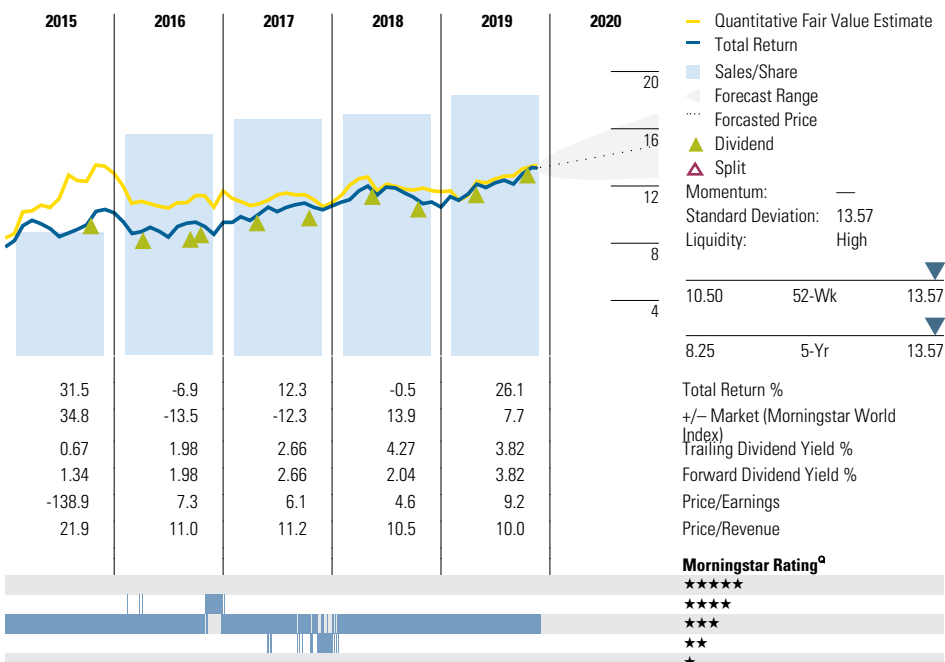 2015 2016 2017 2018 2019 2020
Quantitative Fair Value Estimate
Total Return
Sales/Share
Forecast Range
Forcasted Price
Dividend
Split
Momentum: —
Standard Deviation: 13.57
Liquidity: High
20
16
12
8
4
10.50 52-Wk 13.57
8.25 5-Yr 13.57
31.5 -6.9 12.3 -0.5 26.1 Total Return %
34.8 -13.5 -12.3 13.9 7.7 +/– Market (Morningstar World
Index)
0.67 1.98 2.66 4.27 3.82 Trailing Dividend Yield %
1.34 1.98 2.66 2.04 3.82 Forward Dividend Yield %
-138.9 7.3 6.1 4.6 9.2 Price/Earnings
21.9 11.0 11.2 10.5 10.0 Price/Revenue
Morningstar Rating Q
★★★★★
★★★★
★★★
★★
★